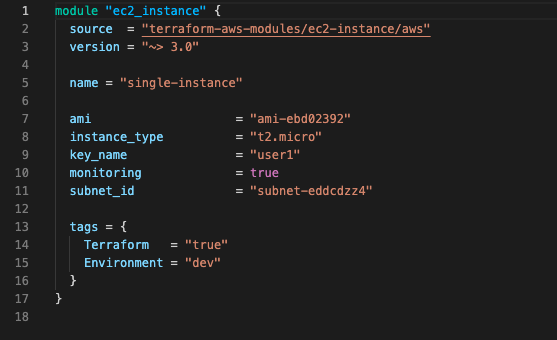 1 module "ec2_instance" {
2   source  = "terraform-aws-modules/ec2-instance/aws"
3   version = "~> 3.0"
4
5   name = "single-instance"
6
7   ami                    = "ami-ebd02392"
8   instance_type          = "t2.micro"
9   key_name               = "user1"
10   monitoring             = true
11   subnet_id              = "subnet-eddcdzz4"
12
13   tags = {
14     Terraform   = "true"
15     Environment = "dev"
16   }
17 }
18